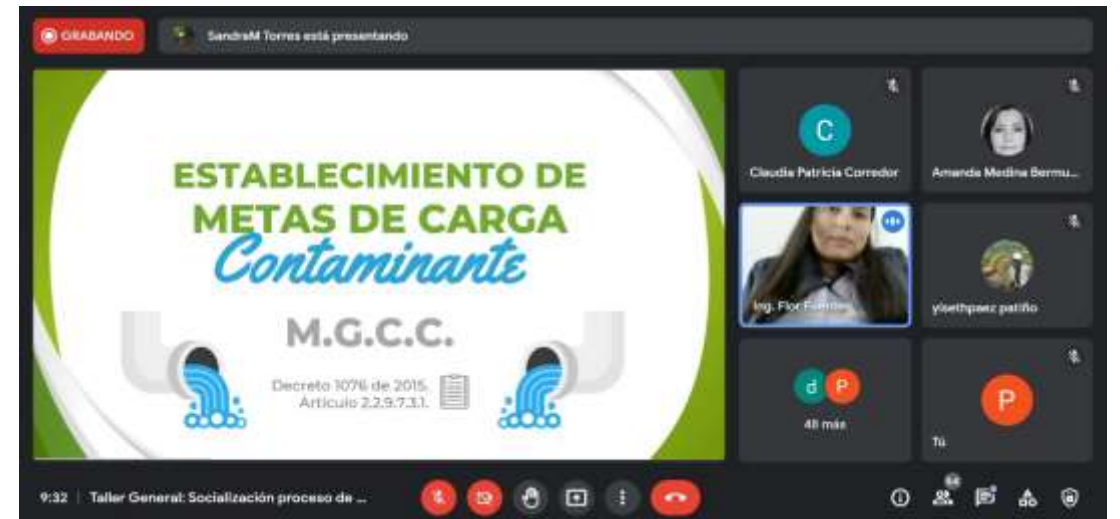 GRABANDO
SandraM Torres está presentando
ESTABLECIMIENTO DE
METAS DE CARGA
Contaminante
M.G.C.C.
Decreto 1076 de 2015.
Artículo 2.2.9.7.3.1.
C
Claudia Patricia Corredor
Amanda Medina Bermu...
Ing. Flor
yisethpaez patiño
d P
48 más
P
Tú
9:32 | Taller General: Socialización proceso de ...